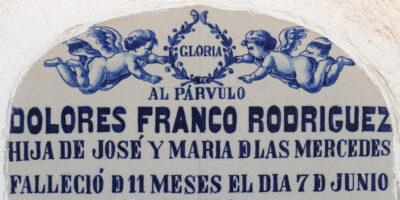 GLORIA
AL PÁRVULO
DOLORES FRANCO RODRIGUEZ
HIJA DE JOSÉ Y MARIA D LAS MERCEDES
FALLECIÓ D 11 MESES EL DIA 7 D JUNIO